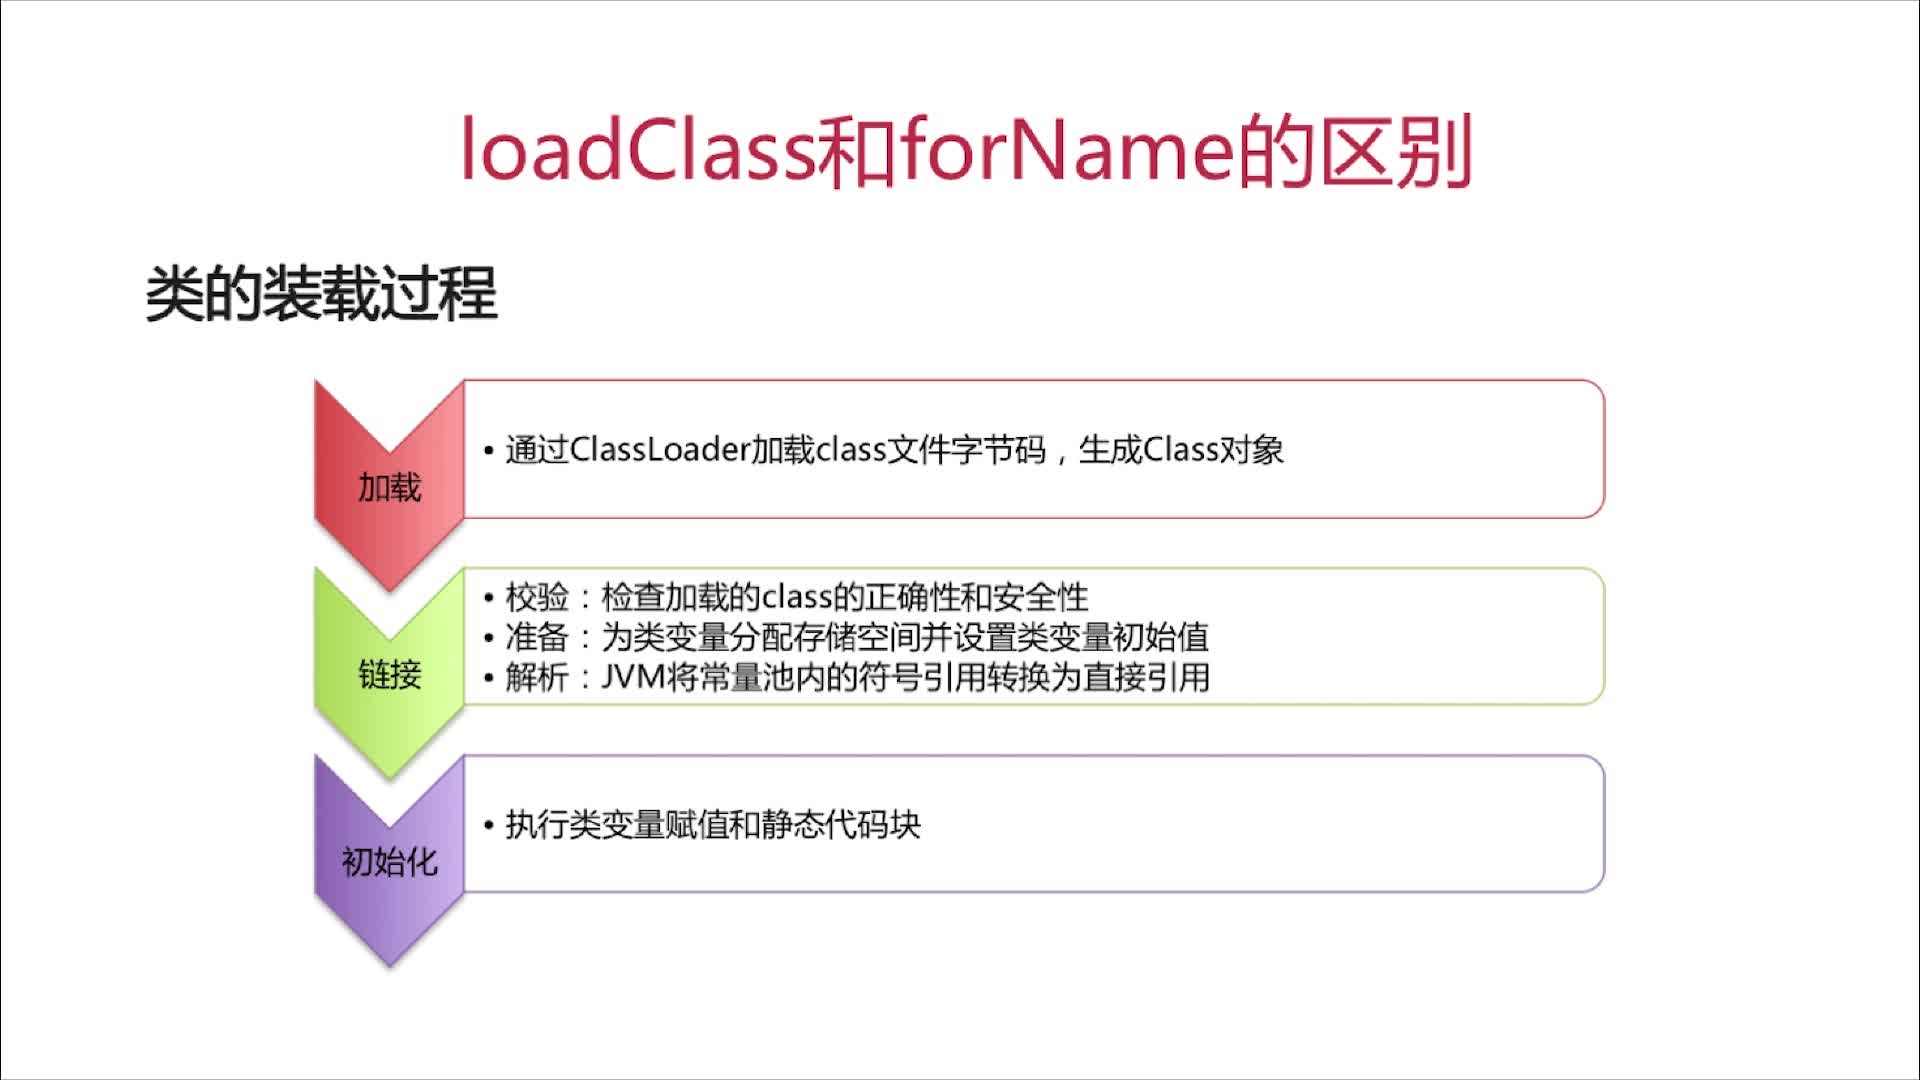 loadClass和forName的区别
类的装载过程
加载
• 通过ClassLoader加载class文件字节码，生成Class对象
链接
• 校验：检查加载的class的正确性和安全性
• 准备：为类变量分配存储空间并设置类变量初始值
• 解析：JVM将常量池内的符号引用转换为直接引用
初始化
• 执行类变量赋值和静态代码块